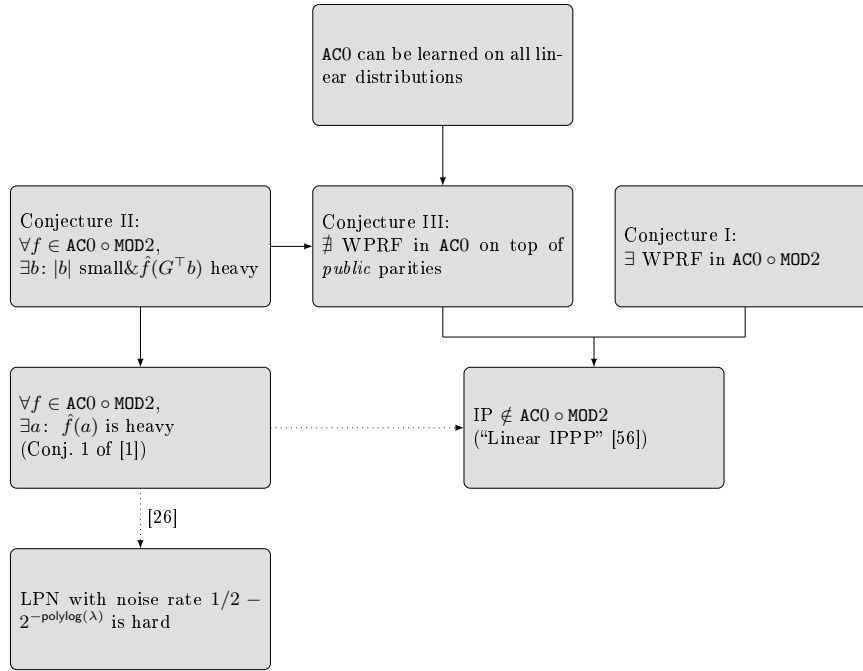 AC0 can be learned on all lin-
ear distributions
Conjecture II:
∀f ∈ AC0 ∘ MOD2,
∃b: |b| small&f̂(G⊤b) heavy
Conjecture III:
∄ WPRF in AC0 on top of
public parities
Conjecture I:
∃ WPRF in AC0 ∘ MOD2
∀f ∈ AC0 ∘ MOD2,
∃a: f̂(a) is heavy
(Conj. 1 of [1])
IP ∉ AC0 ∘ MOD2
(“Linear IPPP” [56])
[26]
LPN with noise rate 1/2 −
2^{−polylog(λ)} is hard